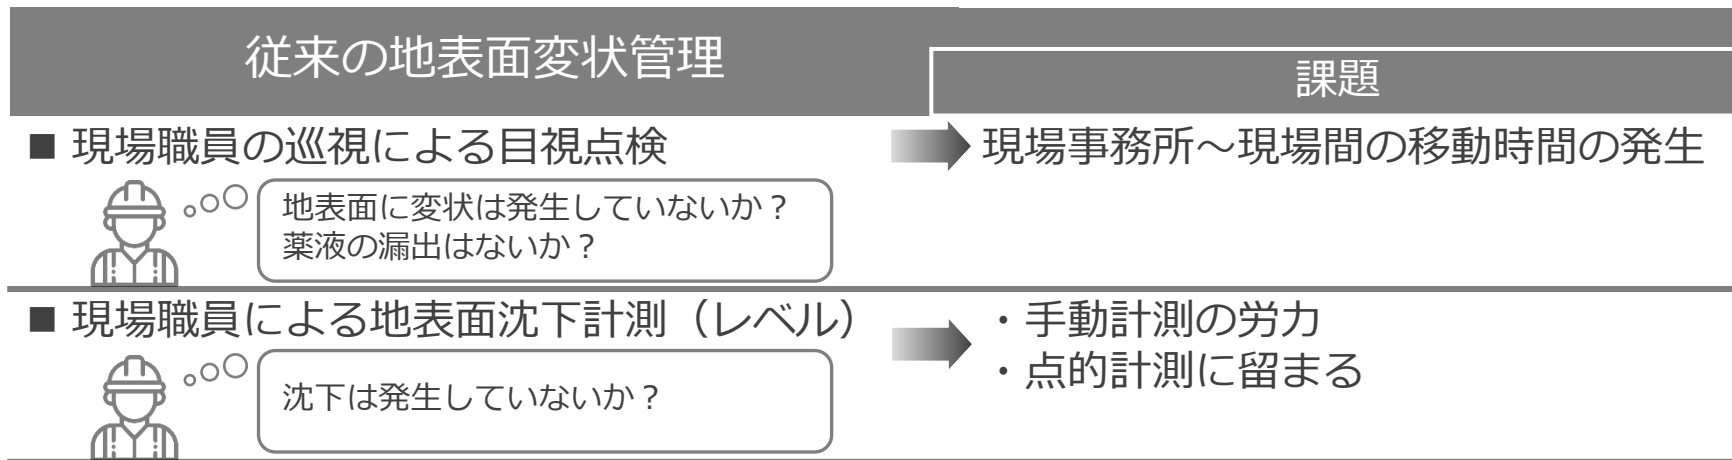 従来の地表面変状管理
課題
■ 現場職員の巡視による目視点検
現場事務所～現場間の移動時間の発生
地表面に変状は発生していないか？
薬液の漏出はないか？
■ 現場職員による地表面沈下計測（レベル）
・手動計測の労力
・点的計測に留まる
沈下は発生していないか？